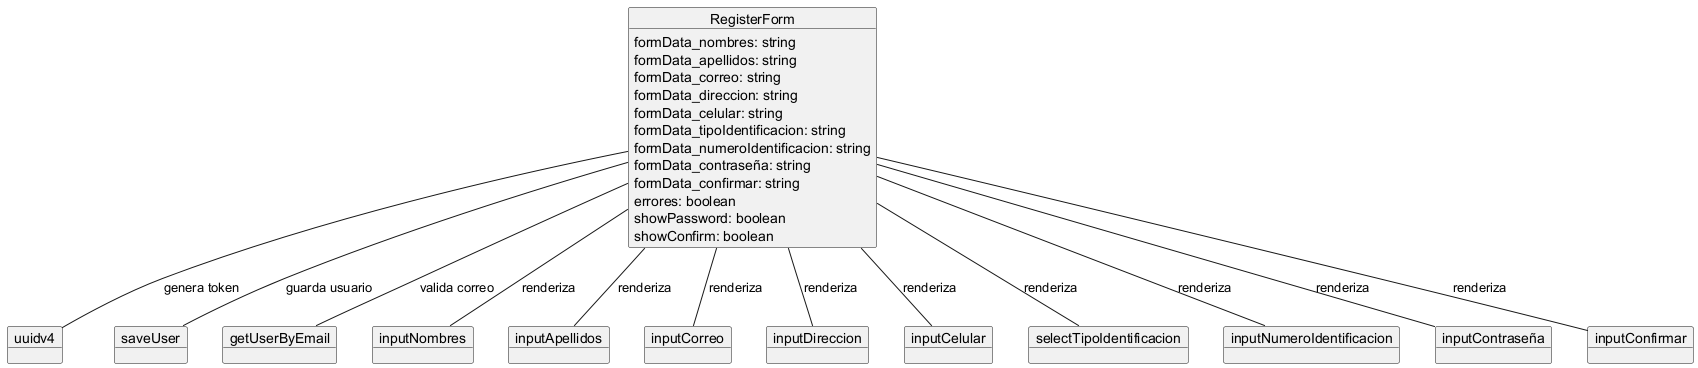 RegisterForm
formData_nombres: string
formData_apellidos: string
formData_correo: string
formData_direccion: string
formData_celular: string
formData_tipoIdentificacion: string
formData_numeroIdentificacion: string
formData_contraseña: string
formData_confirmar: string
errores: boolean
showPassword: boolean
showConfirm: boolean
genera token
guarda usuario
valida correo
renderiza
renderiza
renderiza
renderiza
renderiza
renderiza
renderiza
renderiza
renderiza
uuidv4
saveUser
getUserByEmail
inputNombres
inputApellidos
inputCorreo
inputDireccion
inputCelular
selectTipoIdentificacion
inputNumeroIdentificacion
inputContraseña
inputConfirmar